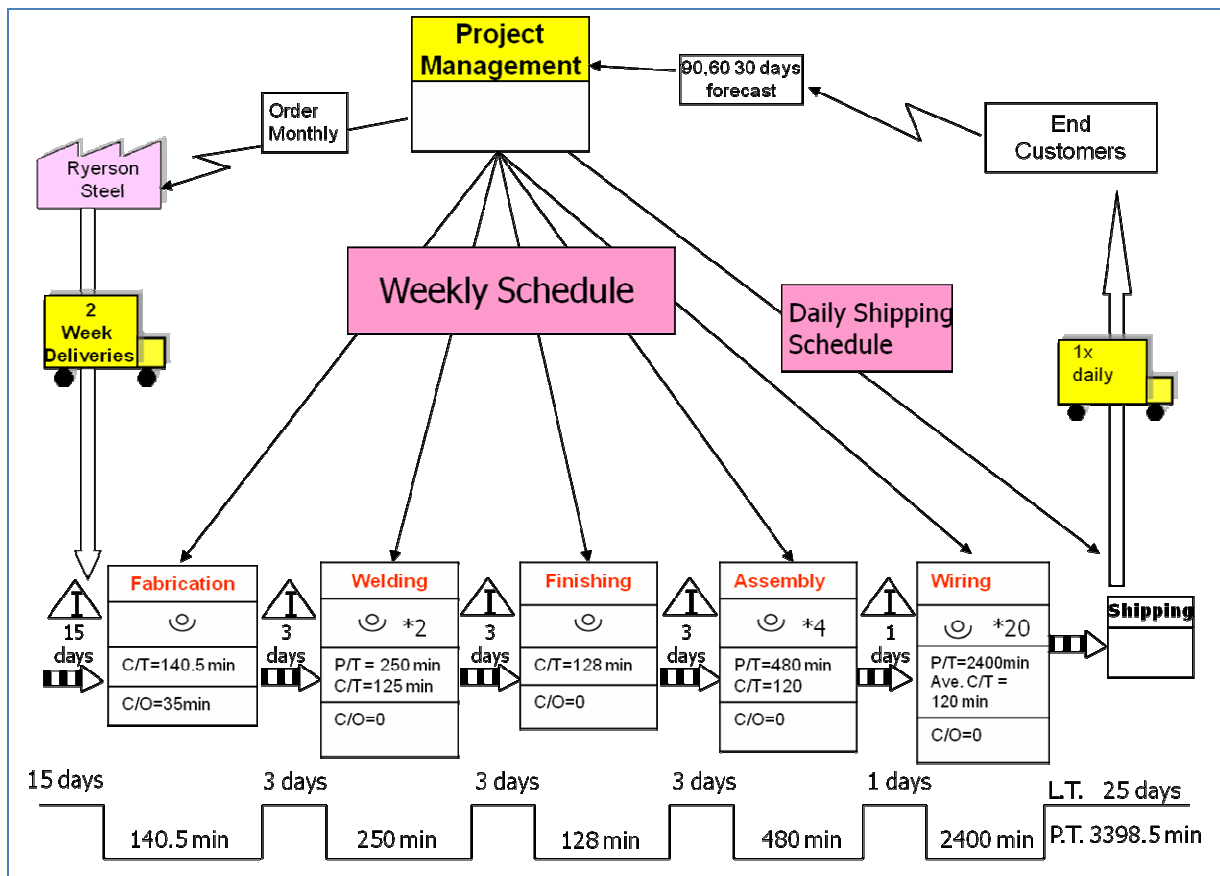 Project
Management
90,60 30 days
forecast
Order
Monthly
End
Customers
Ryerson
Steel
Weekly Schedule
Daily Shipping
Schedule
2
Week
Deliveries
1x
daily
I
15
days
Fabrication
C/T=140.5 min
C/O=35min
I
3
days
Welding
*2
P/T = 250 min
C/T=125 min
C/O=0
I
3
days
Finishing
C/T=128 min
C/O=0
I
3
days
Assembly
*4
P/T=480 min
C/T=120
C/O=0
I
1
days
Wiring
*20
P/T=2400min
Ave. C/T =
120 min
C/O=0
Shipping
15 days
3 days
3 days
3 days
1 days
L.T. 25 days
140.5 min
250 min
128 min
480 min
2400 min
P.T. 3398.5 min